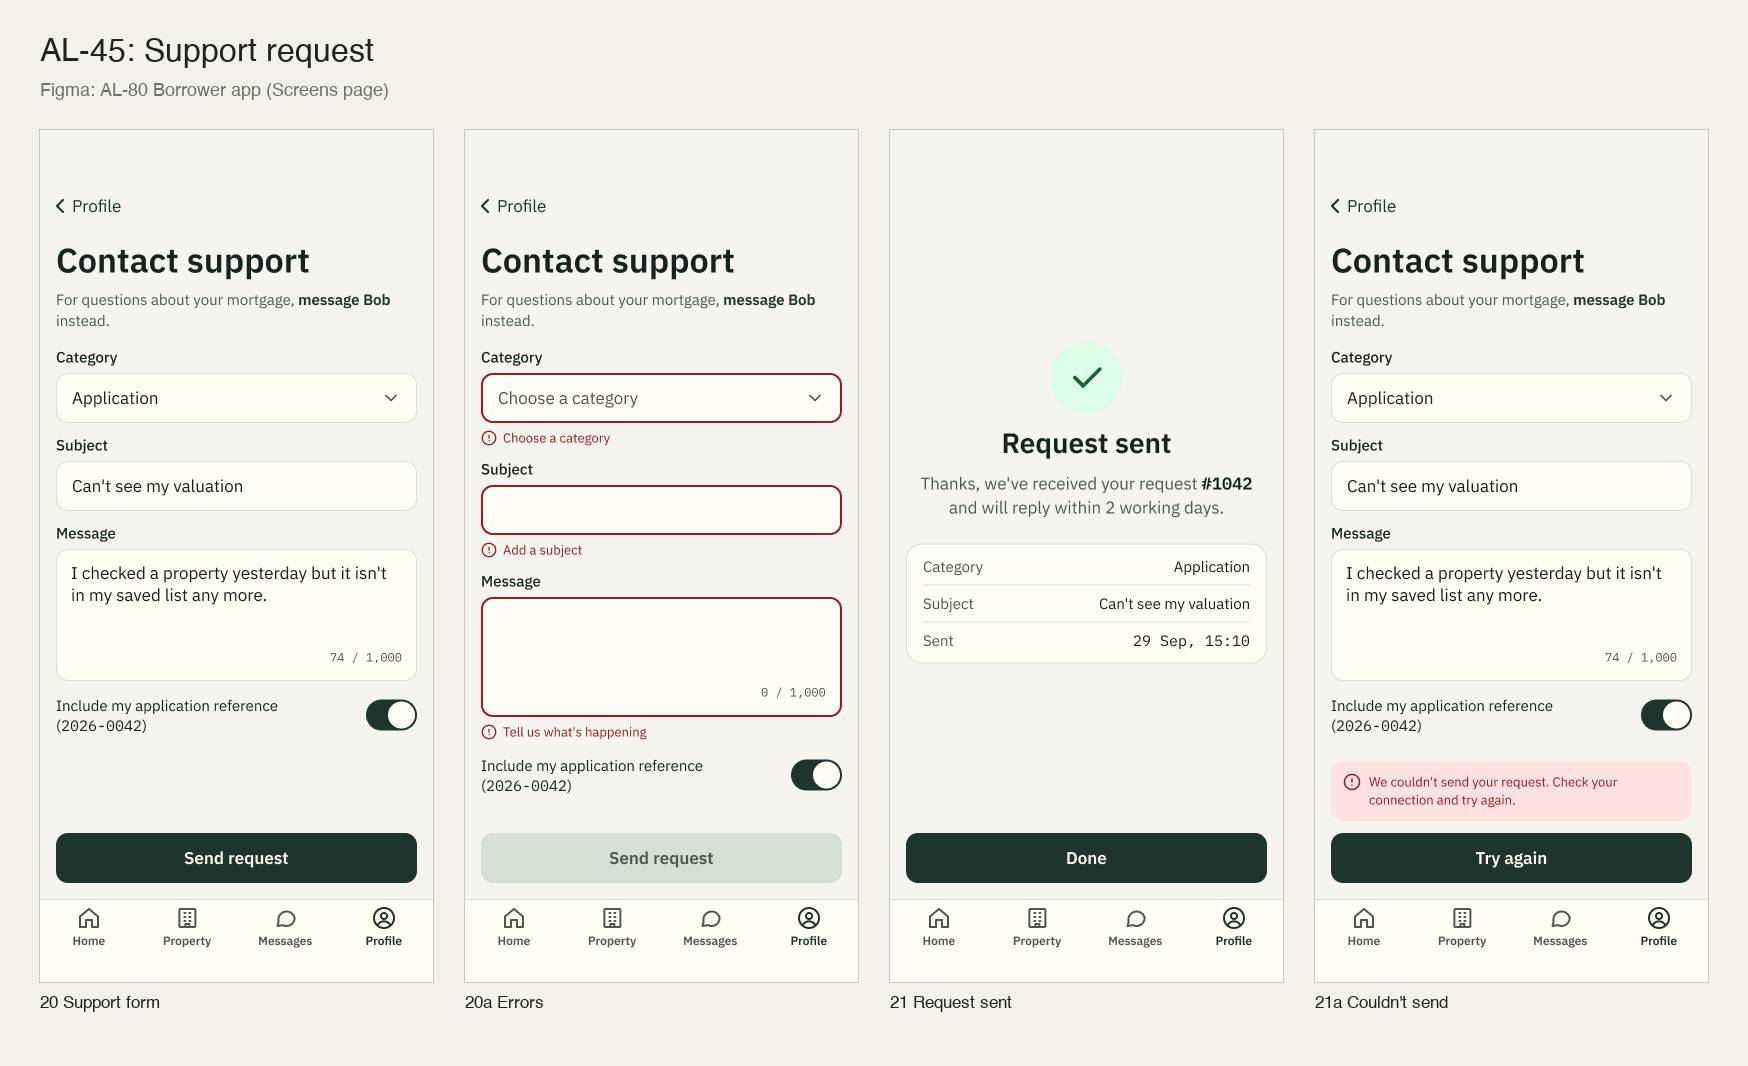 AL-45: Support request
Figma: AL-80 Borrower app (Screens page)
Profile
Contact support
For questions about your mortgage, message Bob
instead.
Category
Application
Subject
Can't see my valuation
Message
I checked a property yesterday but it isn't
in my saved list any more.
74 / 1,000
Include my application reference
(2026-0042)
Send request
Home
Property
Messages
Profile
20 Support form
Profile
Contact support
For questions about your mortgage, message Bob
instead.
Category
Choose a category
Choose a category
Subject
Add a subject
Message
0 / 1,000
Tell us what's happening
Include my application reference
(2026-0042)
Send request
Home
Property
Messages
Profile
20a Errors
Request sent
Thanks, we've received your request #1042
and will reply within 2 working days.
Category Application
Subject Can't see my valuation
Sent 29 Sep, 15:10
Done
Home
Property
Messages
Profile
21 Request sent
Profile
Contact support
For questions about your mortgage, message Bob
instead.
Category
Application
Subject
Can't see my valuation
Message
I checked a property yesterday but it isn't
in my saved list any more.
74 / 1,000
Include my application reference
(2026-0042)
We couldn't send your request. Check your
connection and try again.
Try again
Home
Property
Messages
Profile
21a Couldn't send